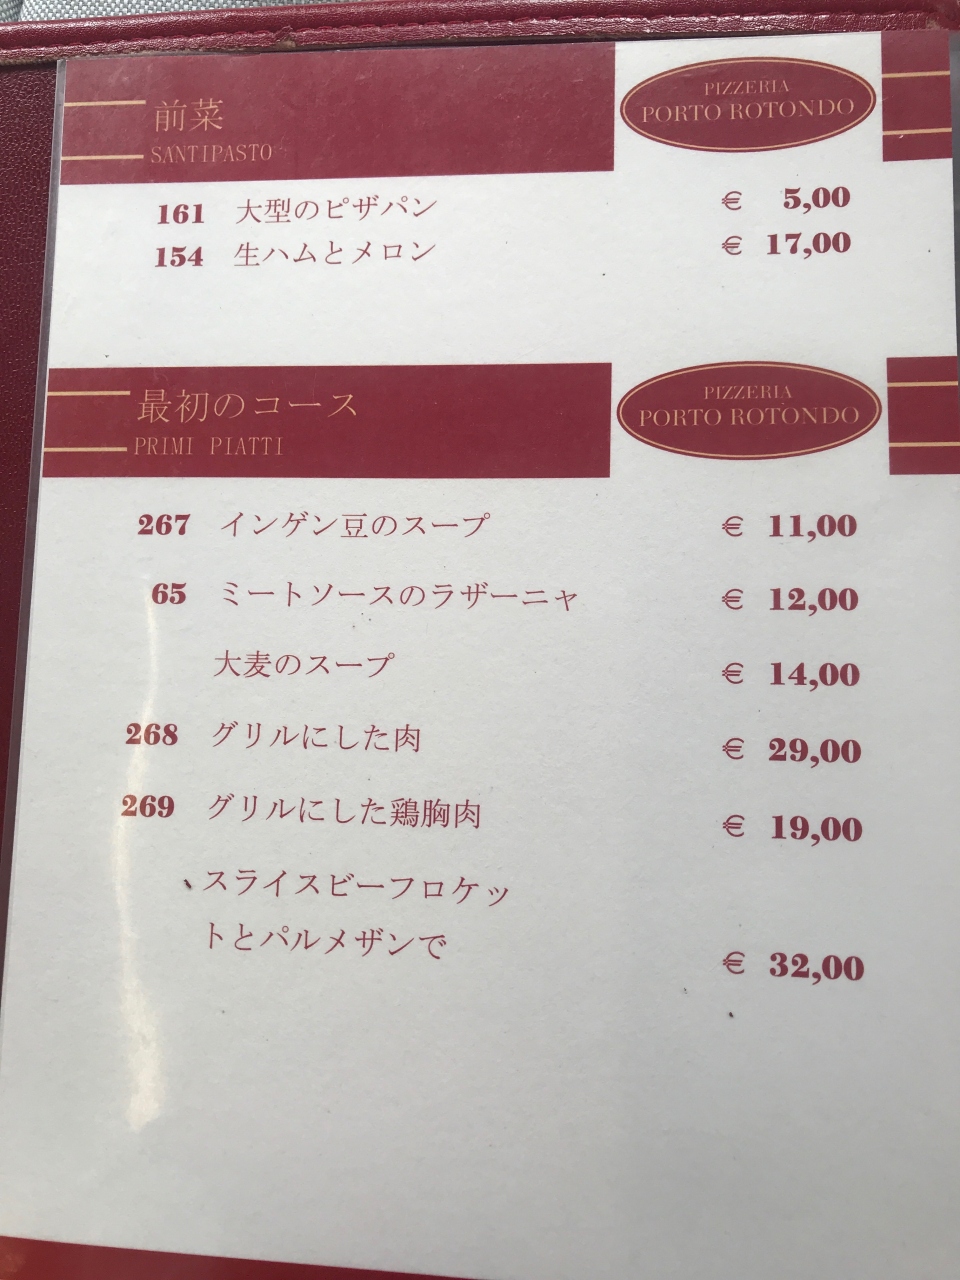 前菜
SANTIPASTO
PIZZERIA
PORTO ROTONDO
161 大型のピザパン € 5,00
154 生ハムとメロン € 17,00
最初のコース
PRIMI PIATTI
PIZZERIA
PORTO ROTONDO
267 インゲン豆のスープ € 11,00
65 ミートソースのラザーニャ € 12,00
大麦のスープ € 14,00
268 グリルにした肉 € 29,00
269 グリルにした鶏胸肉 € 19,00
スライスビーフロケッ
トとパルメザンで € 32,00